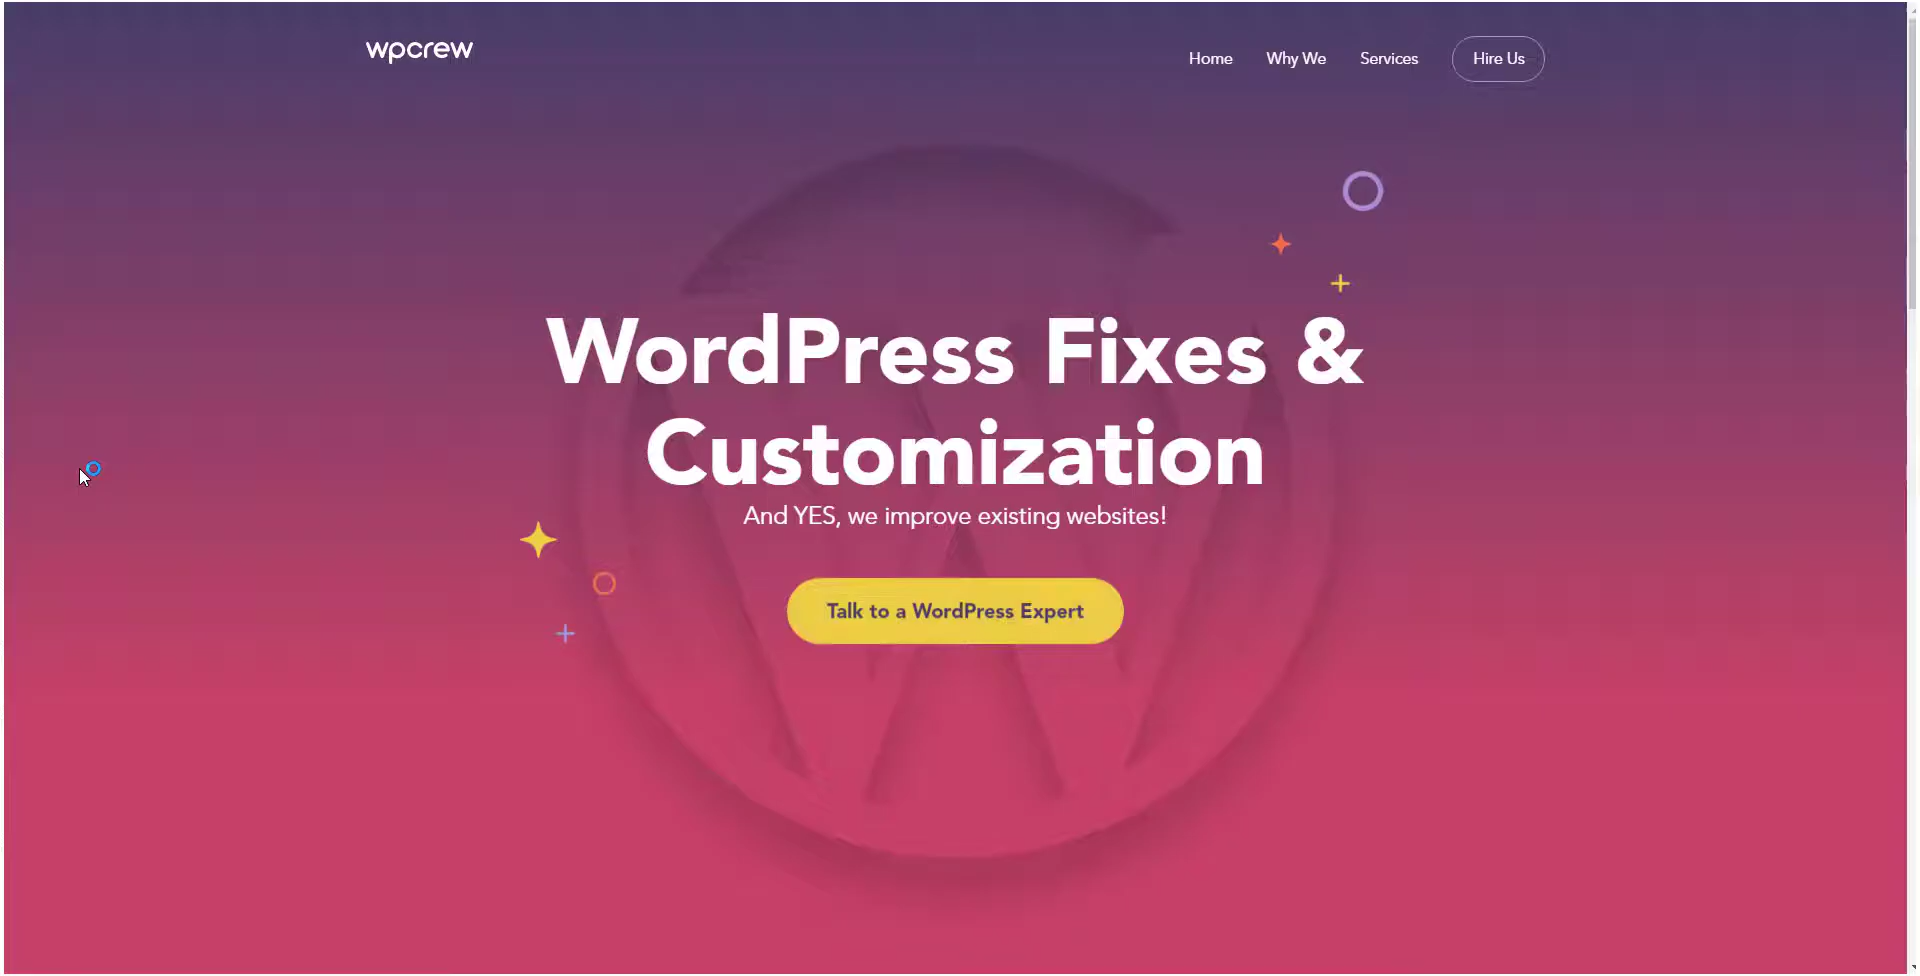 wpcrew
Home
Why We
Services
Hire Us
WordPress Fixes &
Customization
And YES, we improve existing websites!
Talk to a WordPress Expert